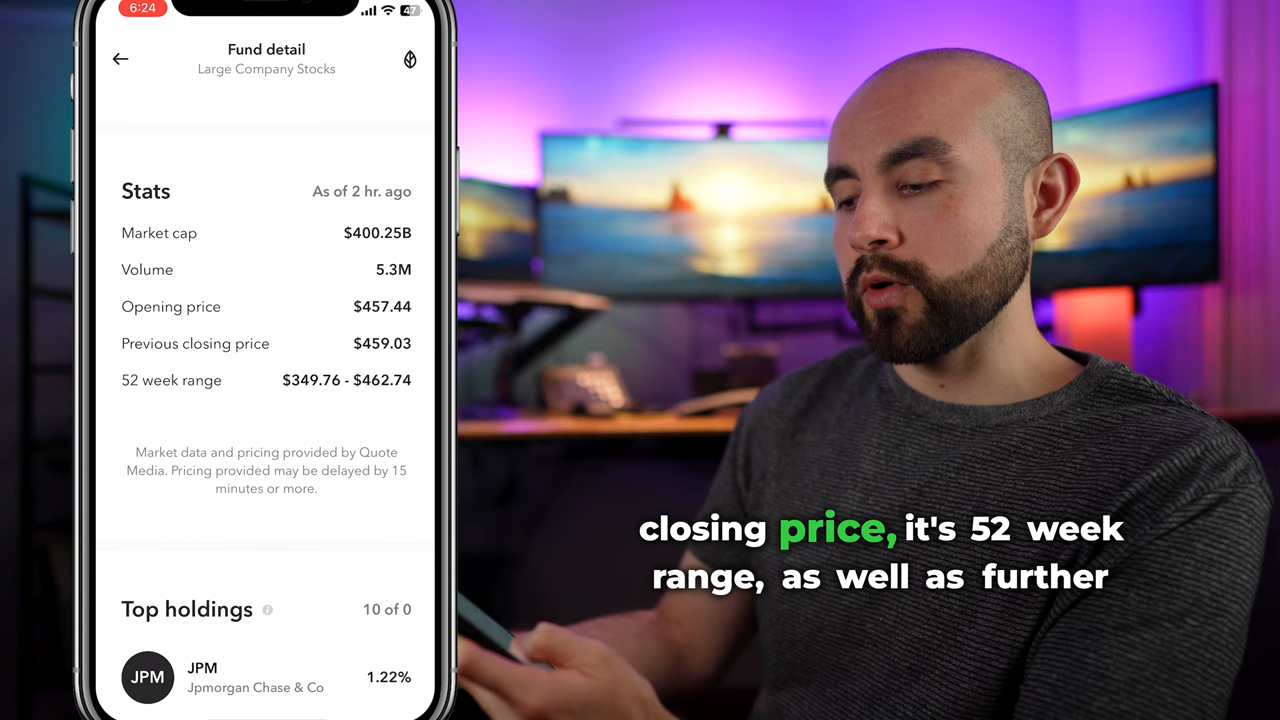 6:24
47
Fund detail
Large Company Stocks
Stats
As of 2 hr. ago
Market cap $400.25B
Volume 5.3M
Opening price $457.44
Previous closing price $459.03
52 week range $349.76 - $462.74
Market data and pricing provided by Quote
Media. Pricing provided may be delayed by 15
minutes or more.
Top holdings 10 of 0
JPM
JPM
Jpmorgan Chase & Co
1.22%
closing price, it's 52 week
range, as well as further